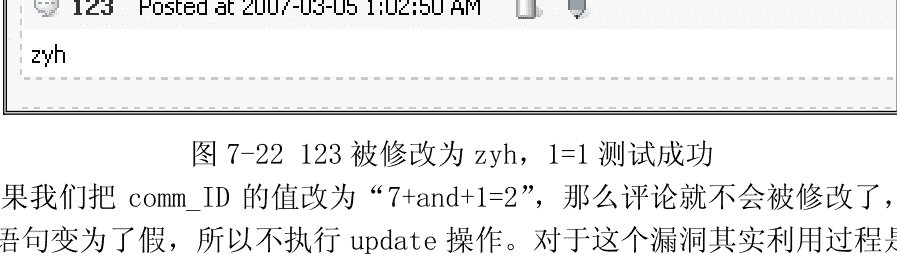 123 Posted at 2007-03-05 1:02:50 AM
zyh
图 7-22 123 被修改为 zyh，1=1 测试成功
果我们把 comm_ID 的值改为“7+and+1=2”，那么评论就不会被修改了，
语句变为了假，所以不执行 update 操作。对于这个漏洞其实利用过程是